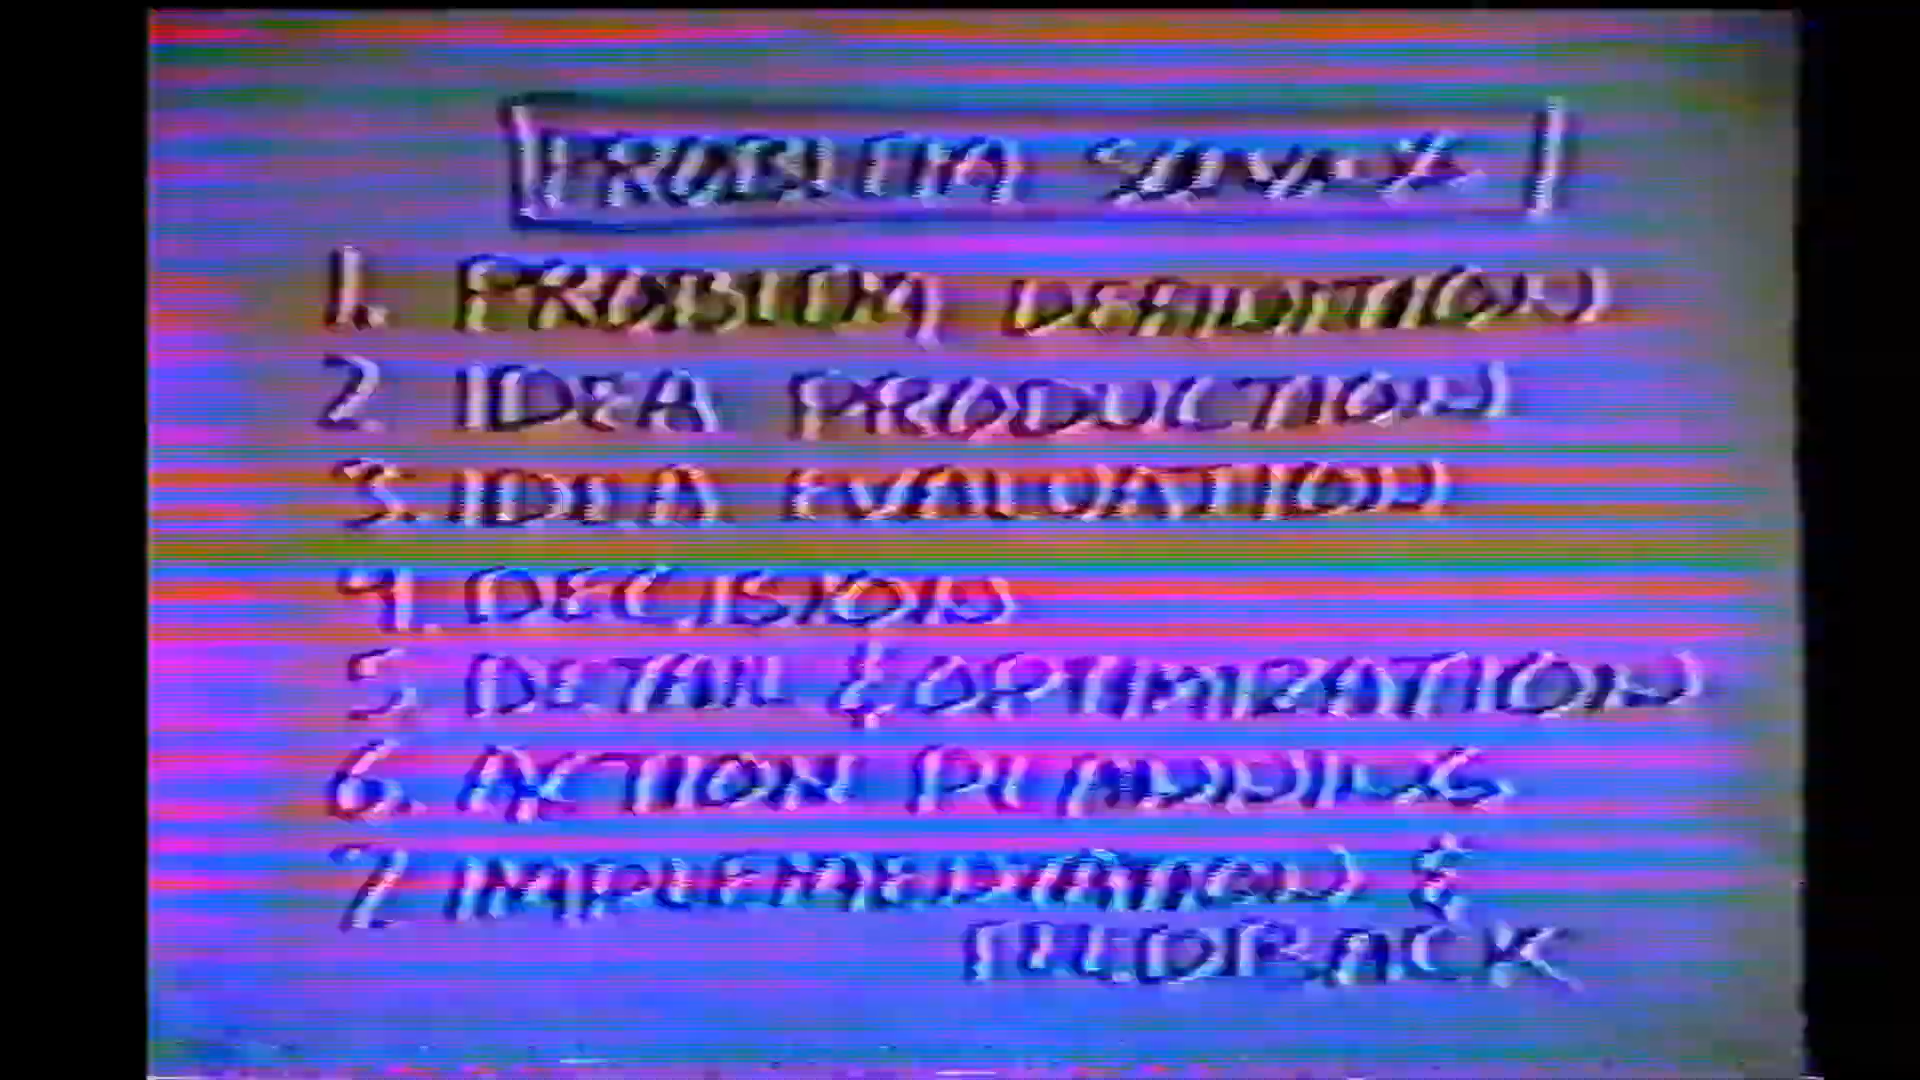 PROBLEM SOLVING
1. PROBLEM DEFINITION
2. IDEA PRODUCTION
3. IDEA EVALUATION
4. DECISION
5. DETAIL & OPTIMIZATION
6. ACTION PLANNING
7. IMPLEMENTATION &
FEEDBACK